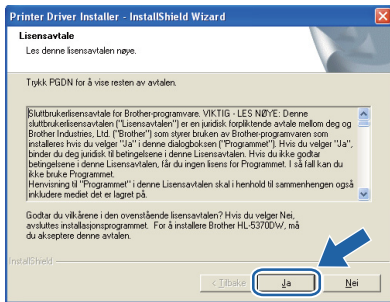 Printer Driver Installer - InstallShield Wizard
Lisensavtale
Les denne lisensavtalen nøye.
Trykk PGDN for å vise resten av avtalen.
Sluttbrukerlisensavtale for Brother-programvare. VIKTIG - LES NØYE: Denne
sluttbrukerlisensavtalen ("Lisensavtalen") er en juridisk forpliktende avtale mellom deg og
Brother Industries, Ltd. ("Brother") som styrer bruken av Brother-programvaren som
installeres hvis du velger "Ja" i denne dialogboksen ("Programmet"). Hvis du velger "Ja",
binder du deg juridisk til betingelsene i denne Lisensavtalen. Hvis du ikke godtar
betingelsene i denne Lisensavtalen, får du ingen lisens for Programmet. I så fall kan du
ikke bruke Programmet.
Henvisning til "Programmet" i denne Lisensavtalen skal i henhold til sammenhengen også
inkludere mediet det er lagret på.
Godtar du vilkårene i den ovenstående lisensavtalen? Hvis du velger Nei,
avsluttes installasjonsprogrammet. For å installere Brother HL-5370DW, må
du akseptere denne avtalen.
InstallShield
< Tilbake
Ja
Nei